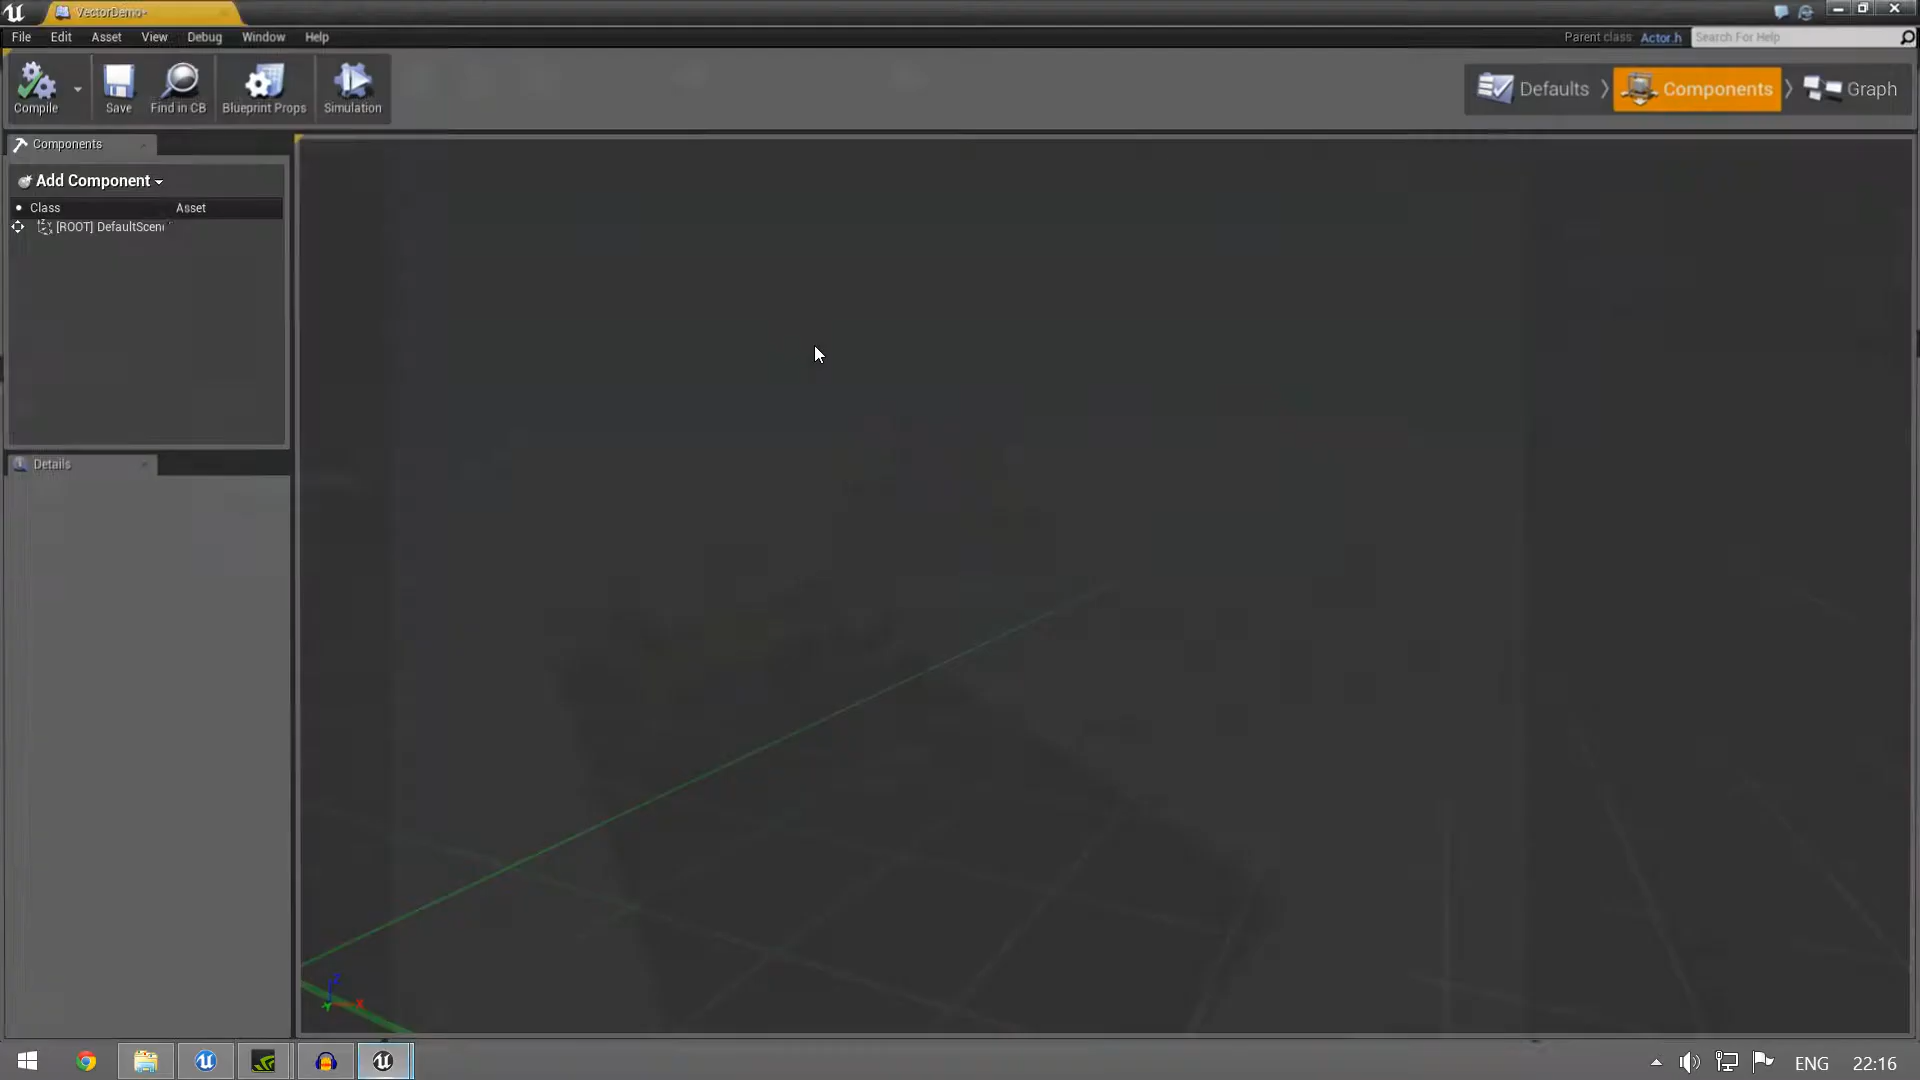 VectorDemo*
File Edit Asset View Debug Window Help
Parent class: Actor.h Search For Help
Compile Save Find in CB Blueprint Props Simulation
Defaults Components Graph
Components
Add Component
Class Asset
[ROOT] DefaultScen
Details
Z
Y X
ENG 22:16